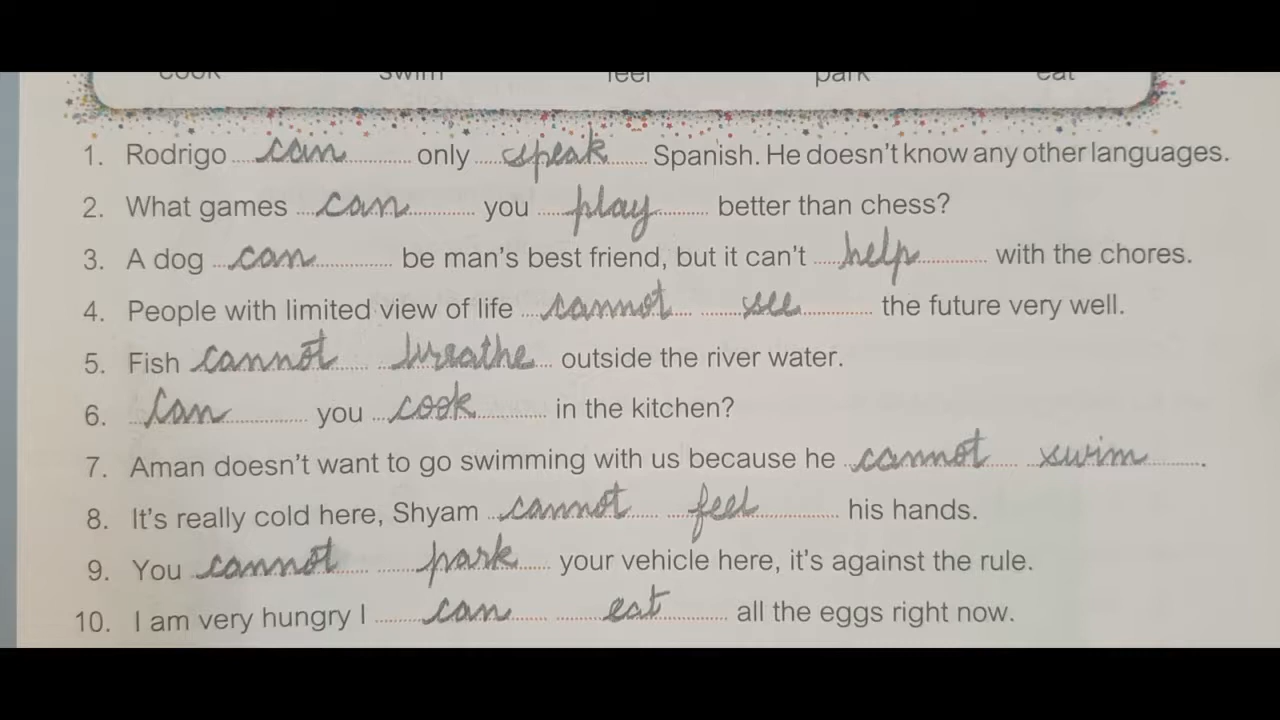 cook swim feel park eat
1. Rodrigo can only speak Spanish. He doesn't know any other languages.
2. What games can you play better than chess?
3. A dog can be man's best friend, but it can't help with the chores.
4. People with limited view of life cannot see the future very well.
5. Fish cannot breathe outside the river water.
6. Can you cook in the kitchen?
7. Aman doesn't want to go swimming with us because he cannot swim.
8. It's really cold here, Shyam cannot feel his hands.
9. You cannot park your vehicle here, it's against the rule.
10. I am very hungry I can eat all the eggs right now.